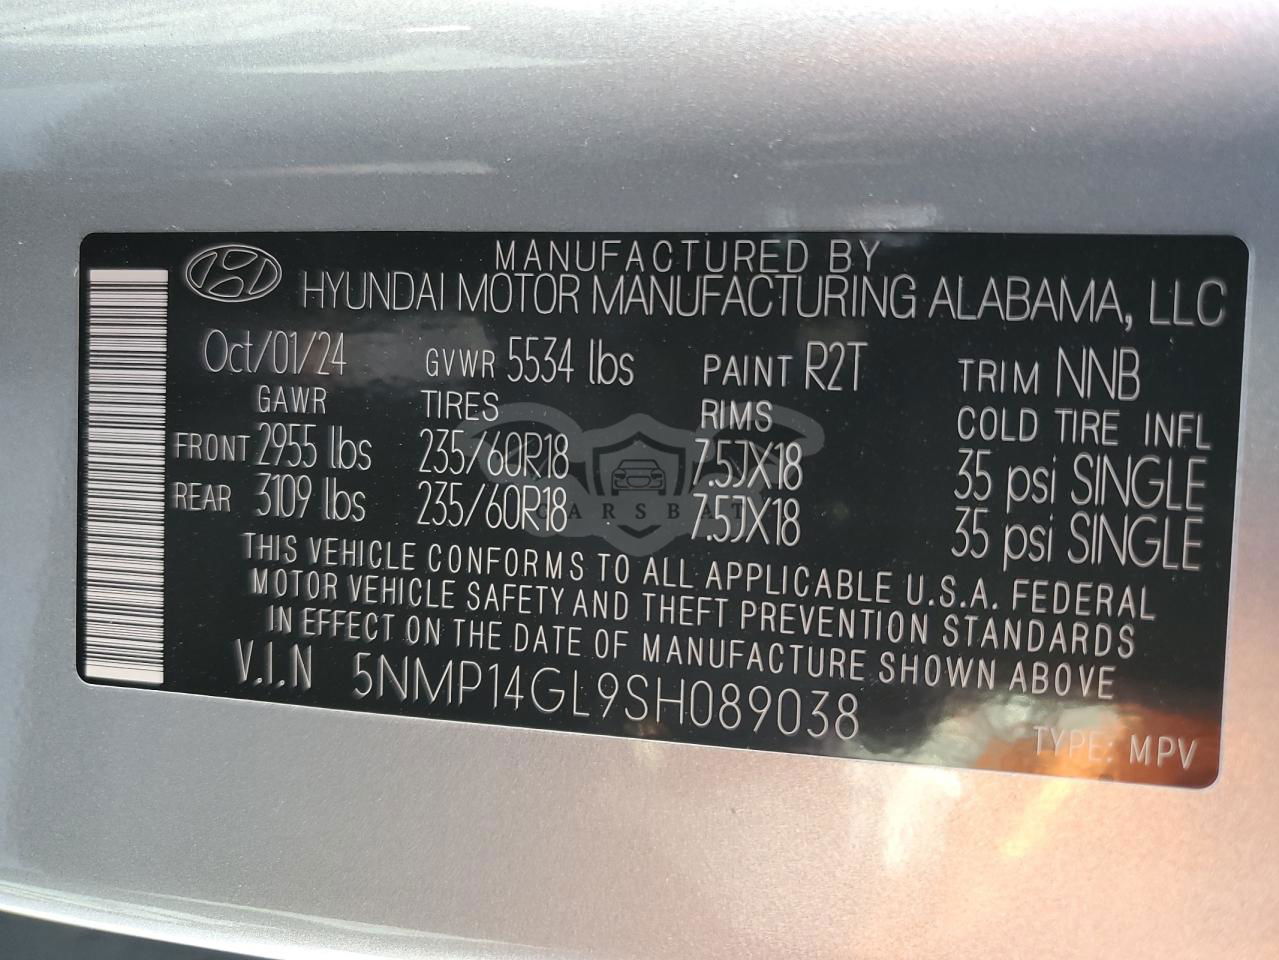 MANUFACTURED BY
HYUNDAI MOTOR MANUFACTURING ALABAMA, LLC
Oct/01/24 GVWR 5534 lbs PAINT R2T TRIM NNB
GAWR TIRES RIMS COLD TIRE INFL
FRONT 2955 lbs 235/60R18 7.5JX18 35 psi SINGLE
REAR 3109 lbs 235/60R18 7.5JX18 35 psi SINGLE
CARSBAT
THIS VEHICLE CONFORMS TO ALL APPLICABLE U.S.A. FEDERAL
MOTOR VEHICLE SAFETY AND THEFT PREVENTION STANDARDS
IN EFFECT ON THE DATE OF MANUFACTURE SHOWN ABOVE
V.I.N 5NMP14GL9SH089038
TYPE: MPV